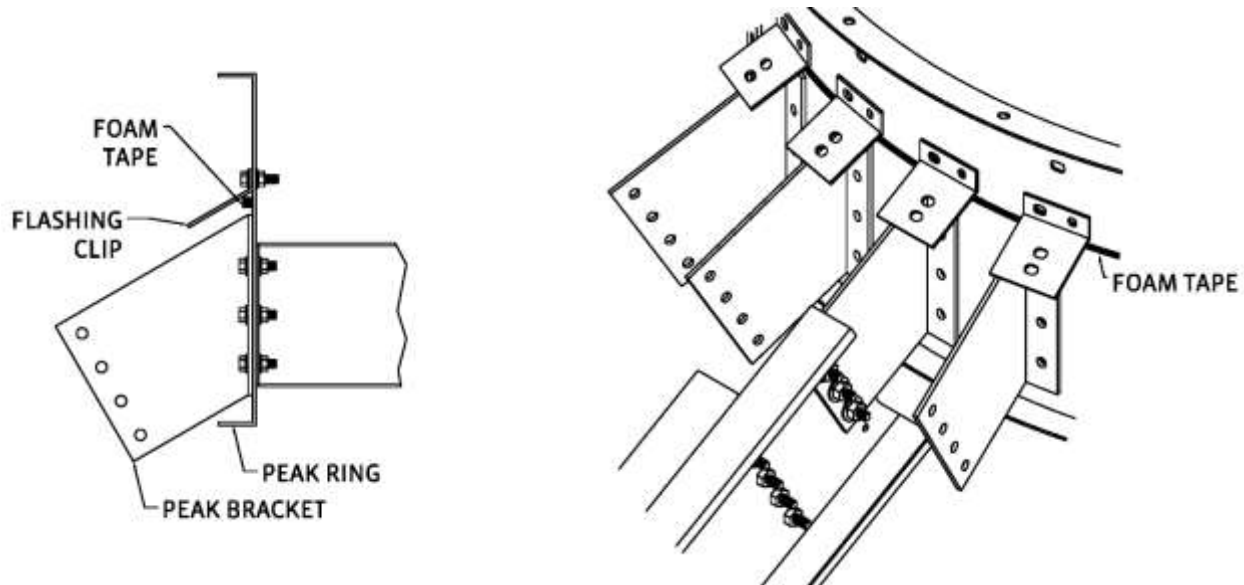 FOAM
TAPE
FLASHING
CLIP
PEAK RING
PEAK BRACKET
FOAM TAPE